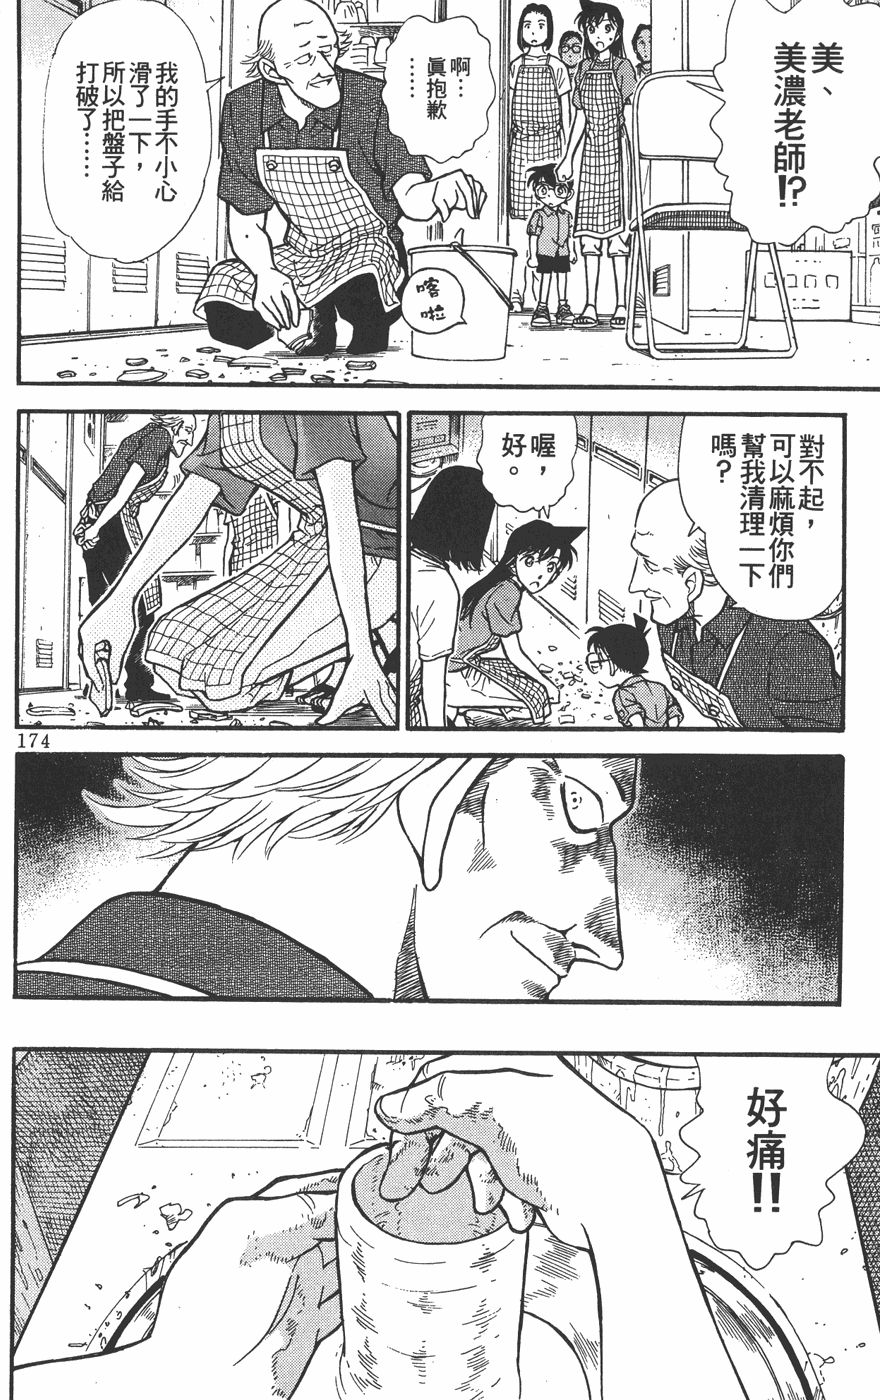 美、
美濃老師!?
啊…
真抱歉
……
我的手不小心
滑了一下，
所以把盤子給
打破了……
喀
啦
對不起，
可以麻煩你們
幫我清理一下
嗎？
喔，
好。
174
好痛!!